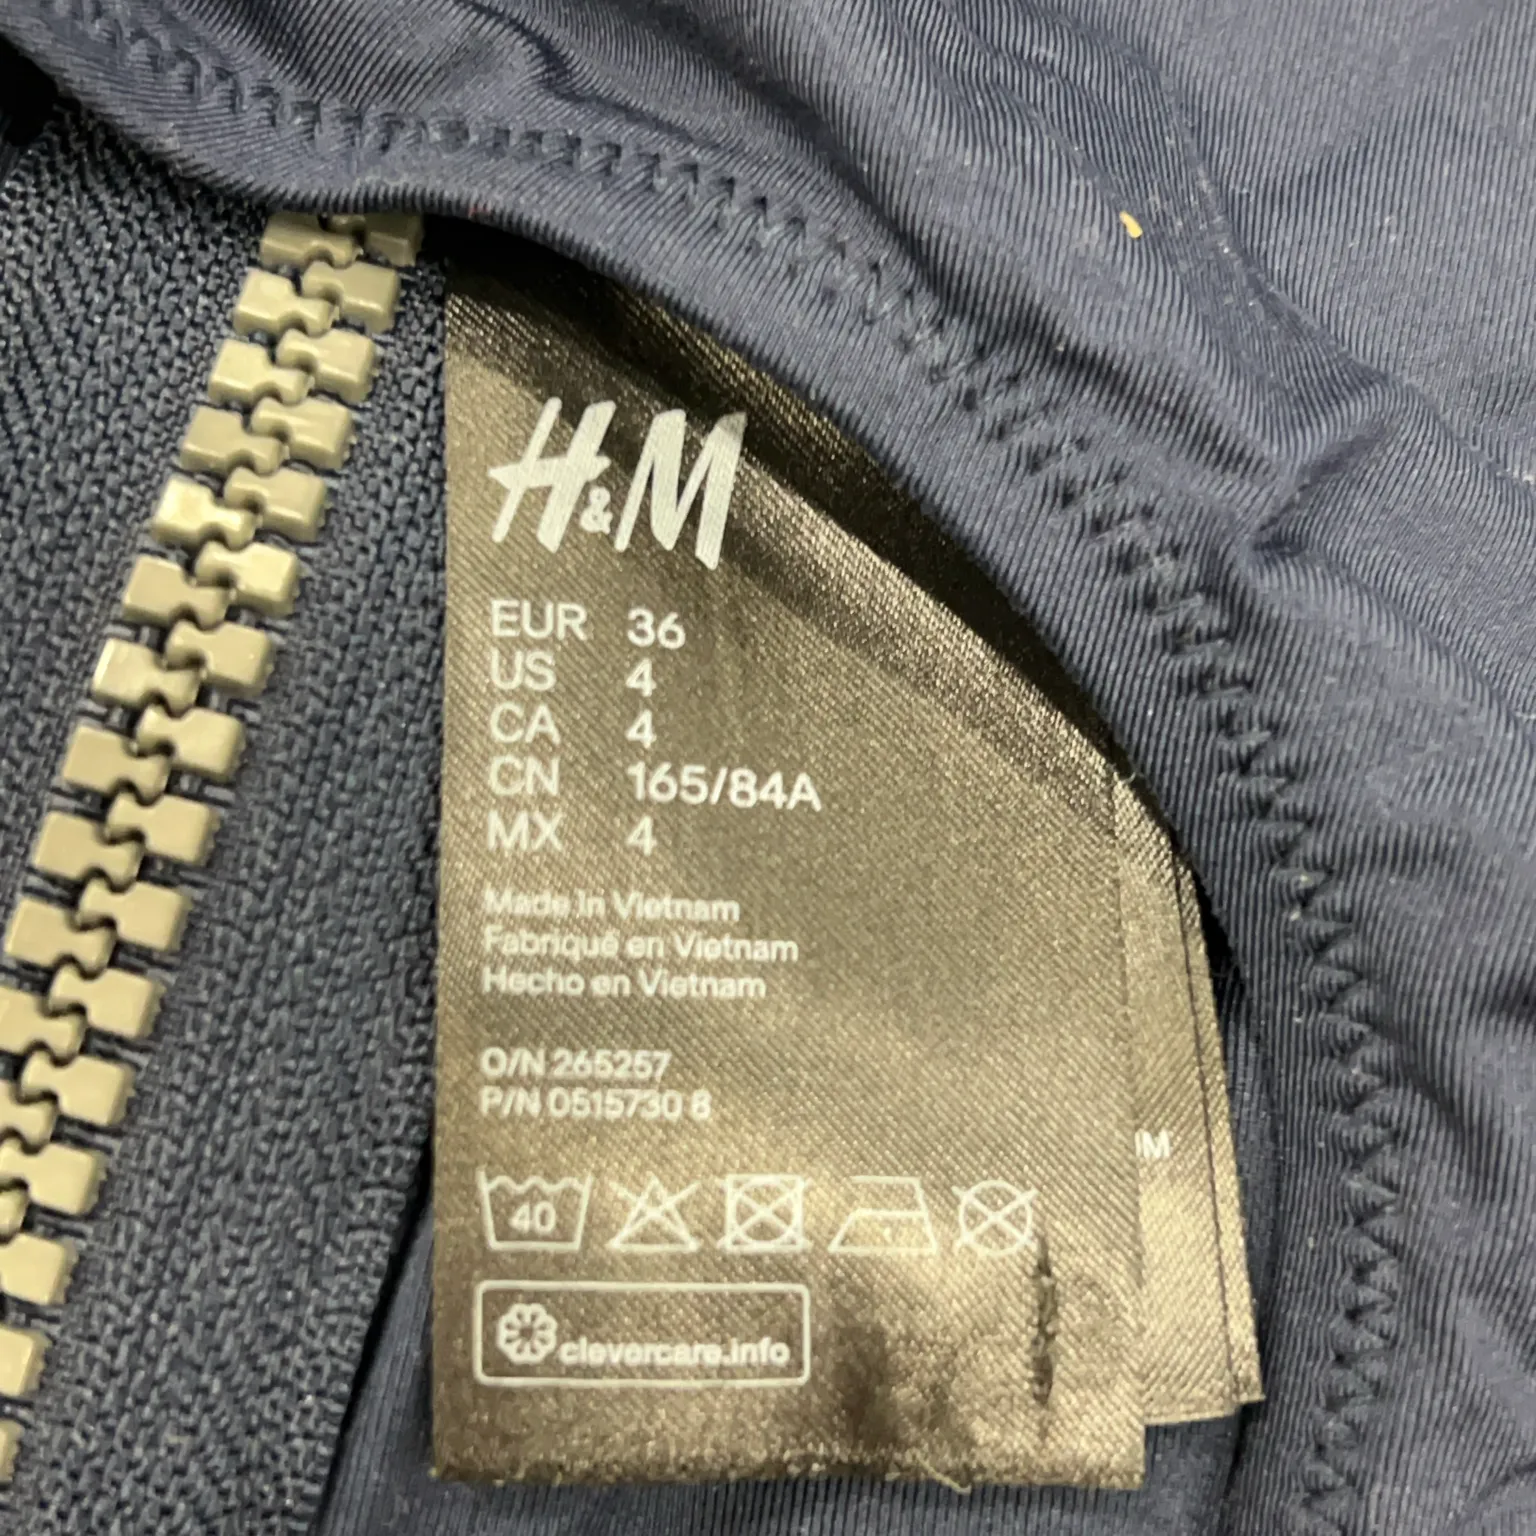 H&M
EUR 36
US 4
CA 4
CN 165/84A
MX 4
Made in Vietnam
Fabriqué en Vietnam
Hecho en Vietnam
O/N 265257
P/N 0515730 8
40
clevercare.info